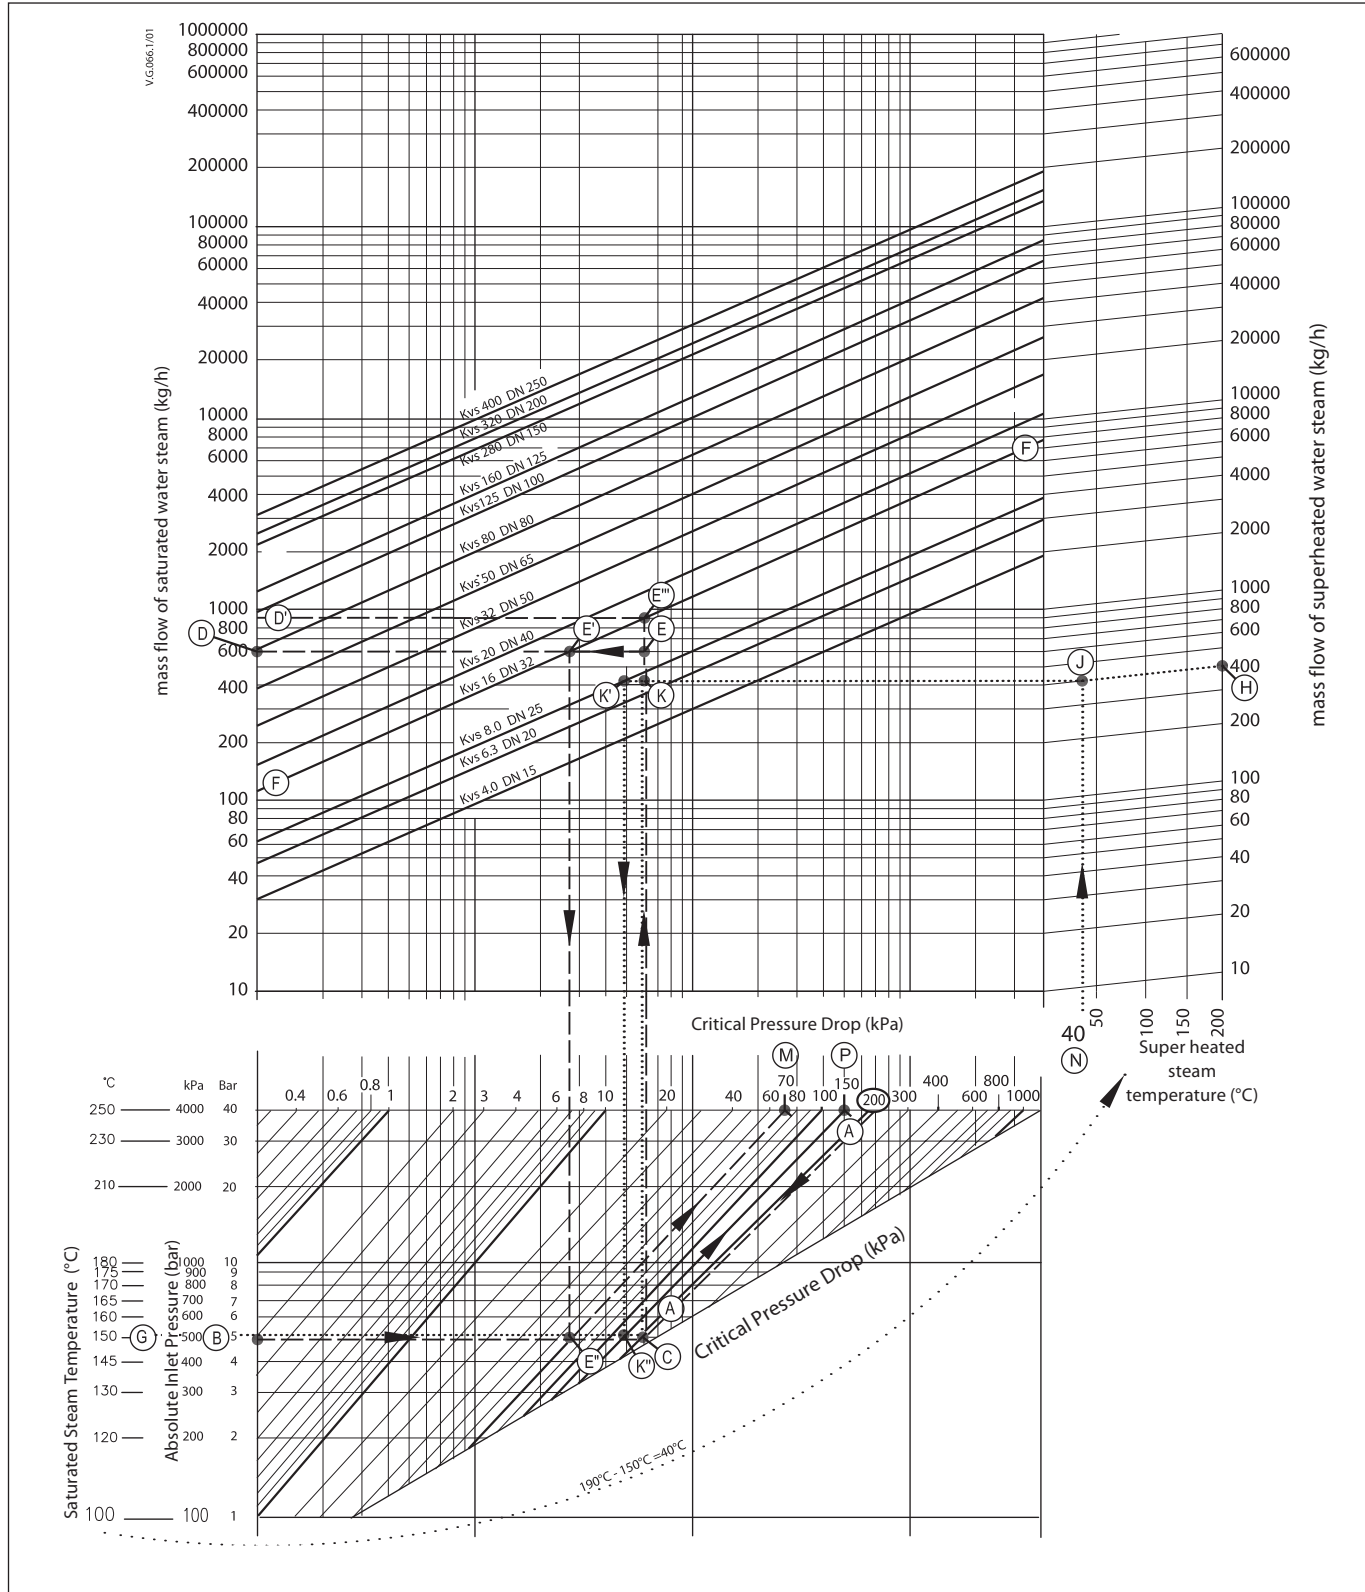 V.G.066.1/01
1000000
800000
600000
400000
200000
100000
80000
60000
40000
20000
10000
8000
6000
4000
2000
1000
800
600
400
200
100
80
60
40
20
10
mass flow of saturated water steam (kg/h)
600000
400000
200000
100000
80000
60000
40000
20000
10000
8000
6000
4000
2000
1000
800
600
400
200
100
80
60
40
20
10
mass flow of superheated water steam (kg/h)
Kvs 400 DN 250
Kvs 320 DN 200
Kvs 280 DN 150
Kvs 160 DN 125
Kvs125 DN 100
Kvs 80 DN 80
Kvs 50 DN 65
Kvs 32 DN 50
Kvs 20 DN 40
Kvs 16 DN 32
Kvs 8.0 DN 25
Kvs 6.3 DN 20
Kvs 4.0 DN 15
F
D'
E'''
D
E'
E
J
H
K'
K
F
40
N
50
100
150
200
Super heated
steam
temperature (°C)
Critical Pressure Drop (kPa)
M
P
°C
kPa
Bar
0.4
0.6
0.8
1
2
3
4
6
8
10
20
40
60
70
80
100
150
200
300
400
600
800
1000
250
4000
40
230
3000
30
210
2000
20
180
1000
10
175
900
9
170
800
8
165
700
7
160
600
6
150
500
5
145
400
4
130
300
3
120
200
2
100
100
1
G
B
A
A
E''
K''
C
Saturated Steam Temperature (°C)
Absolute Inlet Pressure (bar)
Critical Pressure Drop (kPa)
190°C - 150°C =40°C